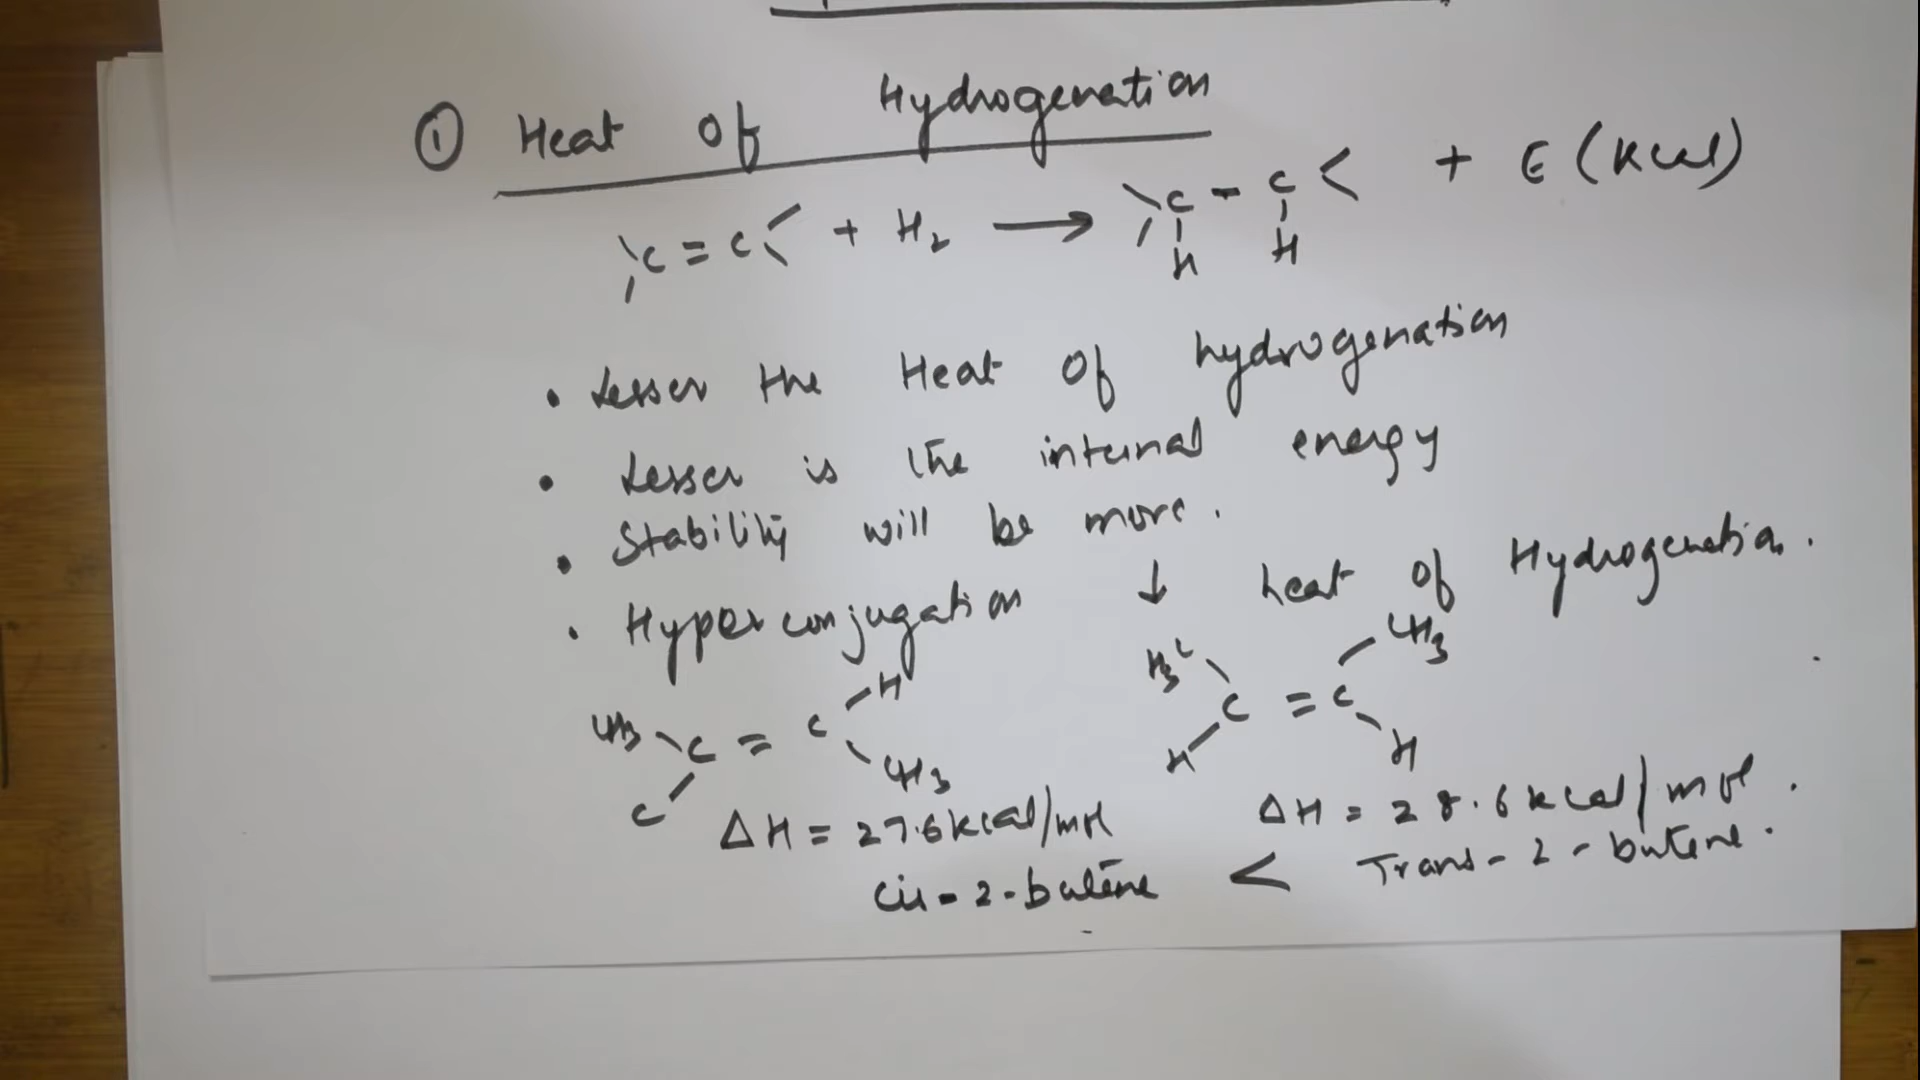 ① Heat of Hydrogenation
>C=C< + H₂ → >C-C< + E (Kcal)
H H
• Lesser the Heat of hydrogenation
• Lesser is the internal energy
• Stability will be more.
• Hyperconjugation ↓ heat of Hydrogenation.
H H₃C CH₃
CH₃ C = C C = C
C CH₃ H H
ΔH = 27.6 kcal/mol ΔH = 28.6 kcal/mol.
Cis-2-butene < Trans-2-butene.